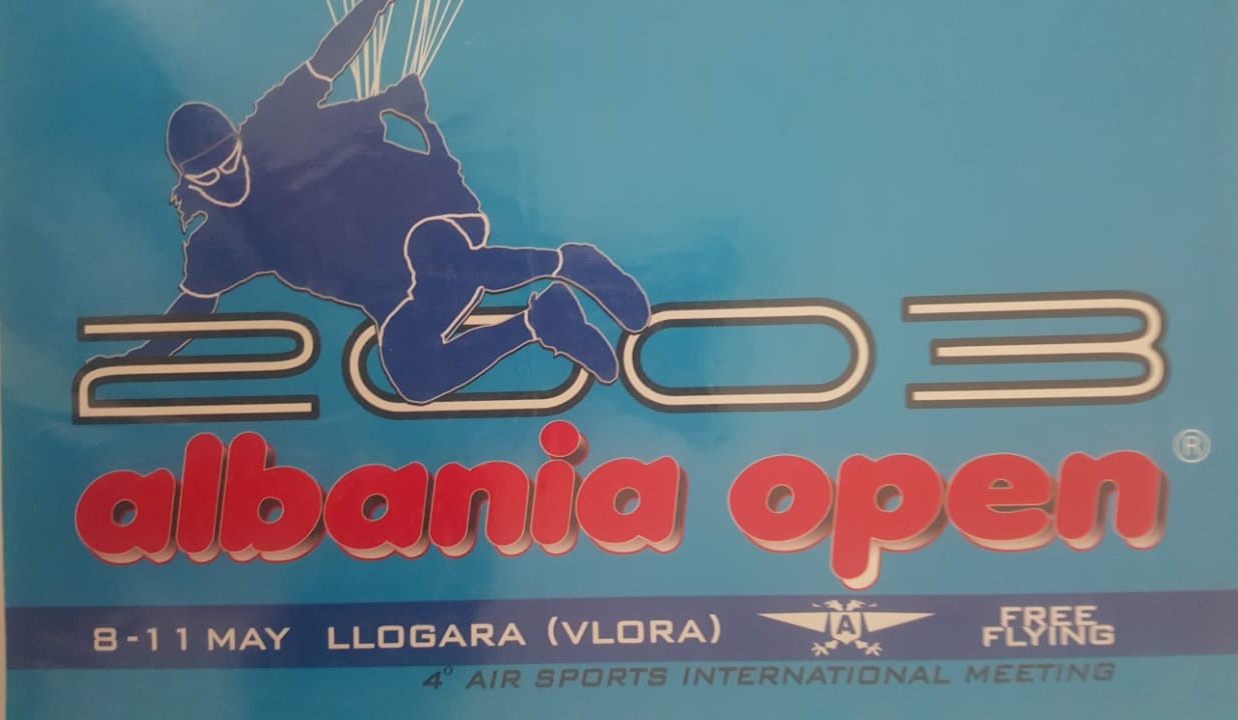 2003
albania open ®
8-11 MAY LLOGARA (VLORA) A FREE FLYING
4° AIR SPORTS INTERNATIONAL MEETING